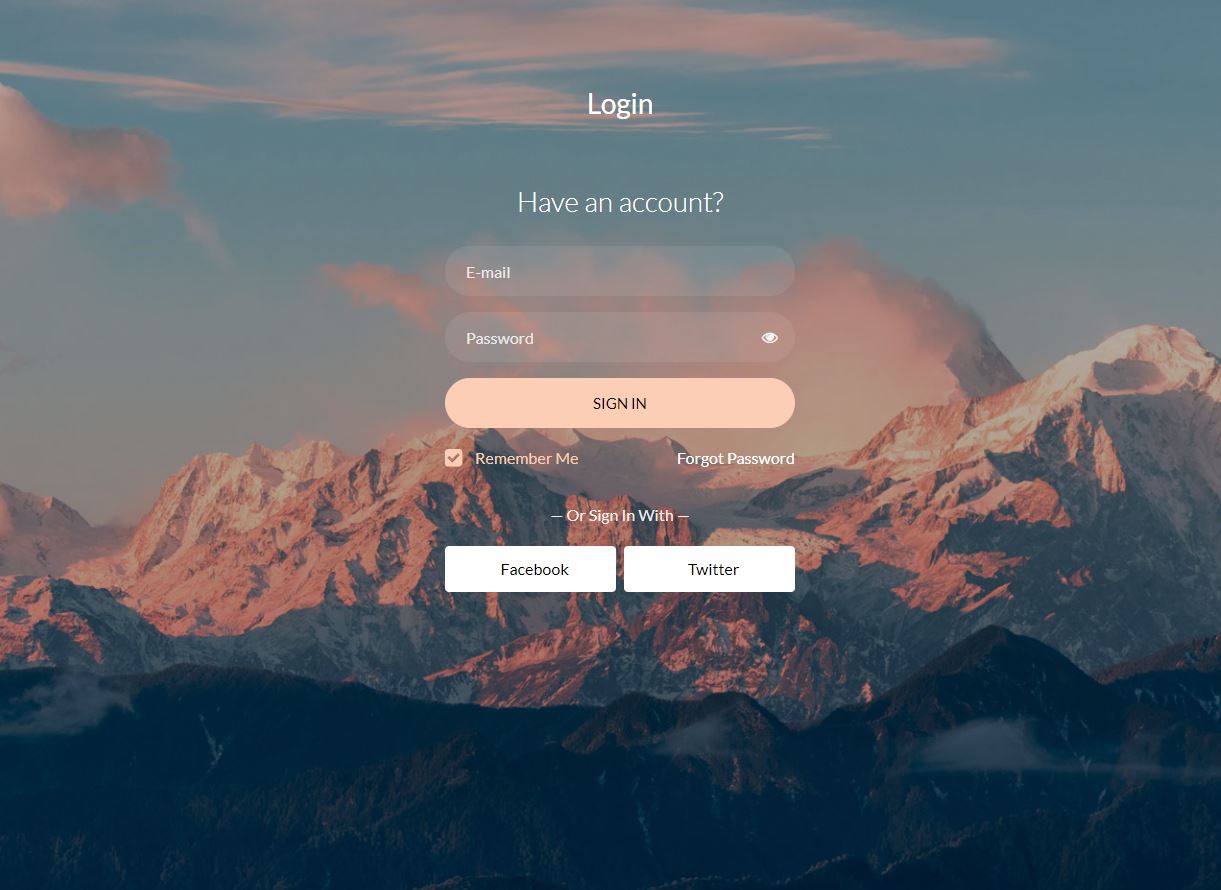 Login
Have an account?
E-mail
Password
SIGN IN
Remember Me Forgot Password
— Or Sign In With —
Facebook Twitter